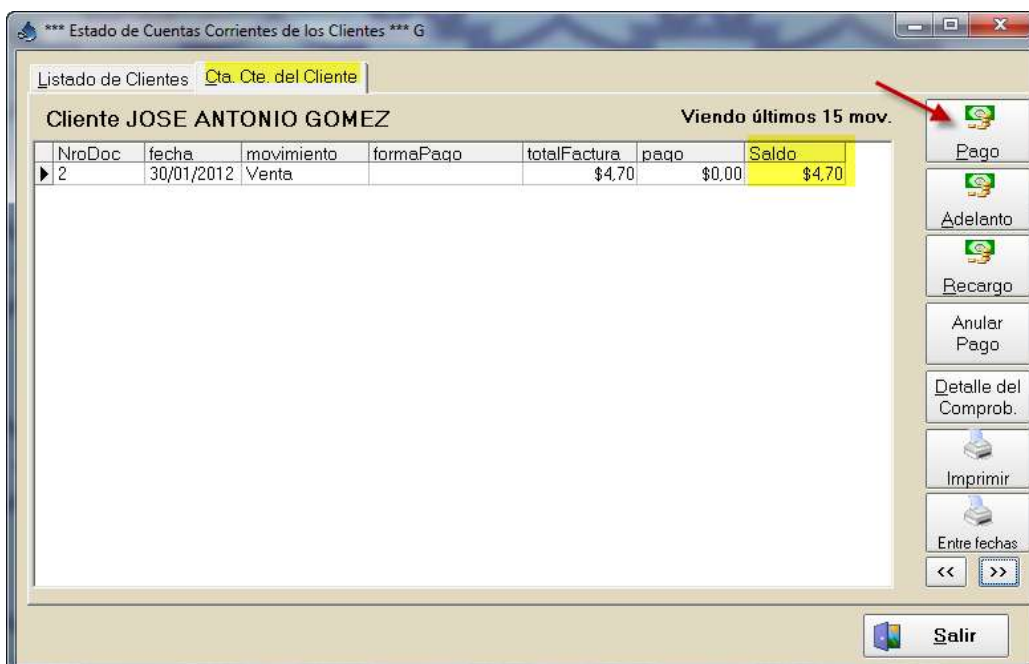 *** Estado de Cuentas Corrientes de los Clientes *** G
Listado de Clientes Cta. Cte. del Cliente
Cliente JOSE ANTONIO GOMEZ Viendo últimos 15 mov.
NroDoc fecha movimiento formaPago totalFactura pago Saldo
2 30/01/2012 Venta $4,70 $0,00 $4,70
Pago
Adelanto
Recargo
Anular
Pago
Detalle del
Comprob.
Imprimir
Entre fechas
<< >>
Salir